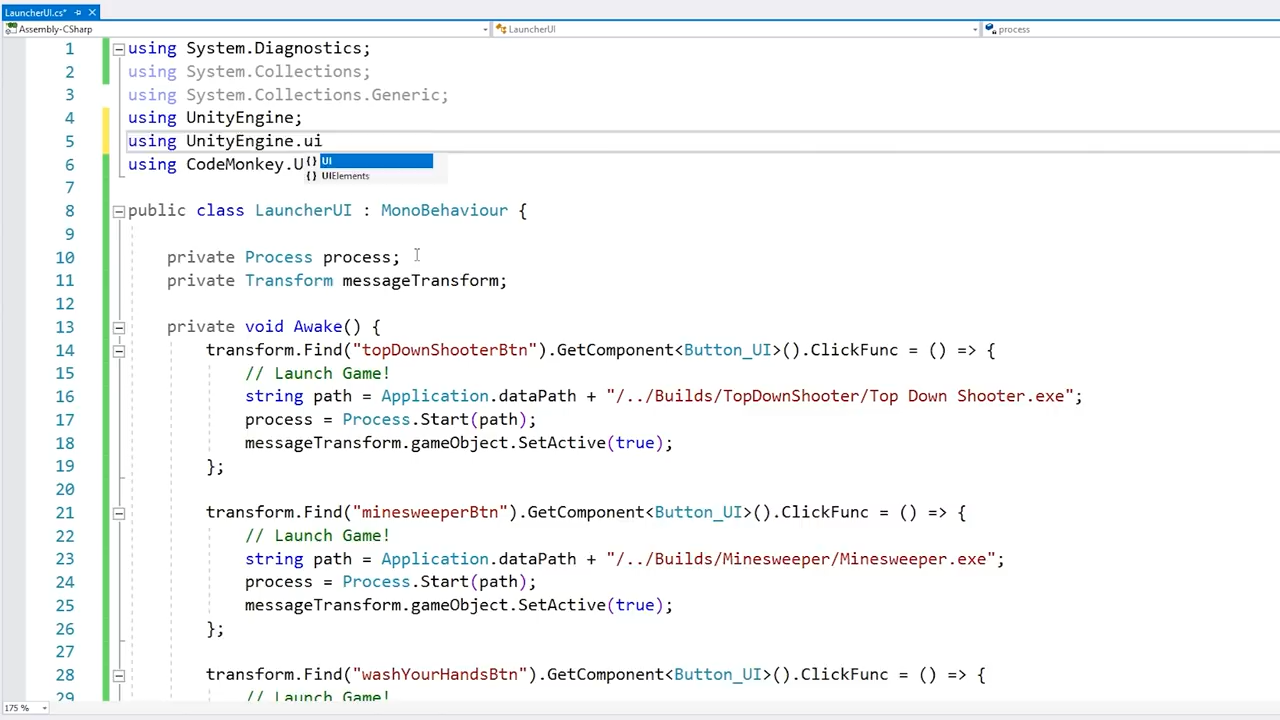 LauncherUI.cs*
Assembly-CSharp LauncherUI process
1 using System.Diagnostics;
2 using System.Collections;
3 using System.Collections.Generic;
4 using UnityEngine;
5 using UnityEngine.ui
{} UI
6 using CodeMonkey.U
{} UIElements
7
8 public class LauncherUI : MonoBehaviour {
9
10 private Process process;
11 private Transform messageTransform;
12
13 private void Awake() {
14 transform.Find("topDownShooterBtn").GetComponent<Button_UI>().ClickFunc = () => {
15 // Launch Game!
16 string path = Application.dataPath + "/../Builds/TopDownShooter/Top Down Shooter.exe";
17 process = Process.Start(path);
18 messageTransform.gameObject.SetActive(true);
19 };
20
21 transform.Find("minesweeperBtn").GetComponent<Button_UI>().ClickFunc = () => {
22 // Launch Game!
23 string path = Application.dataPath + "/../Builds/Minesweeper/Minesweeper.exe";
24 process = Process.Start(path);
25 messageTransform.gameObject.SetActive(true);
26 };
27
28 transform.Find("washYourHandsBtn").GetComponent<Button_UI>().ClickFunc = () => {
29 // Launch Game!
175 %